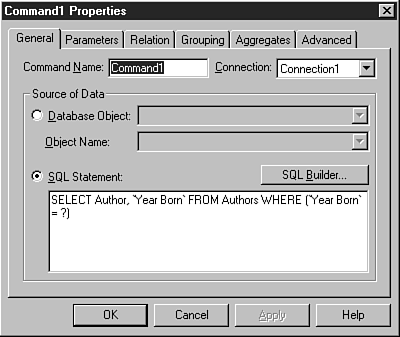 Command1 Properties
General Parameters Relation Grouping Aggregates Advanced
Command Name: Command1 Connection: Connection1
Source of Data
Database Object:
Object Name:
SQL Statement: SQL Builder...
SELECT Author, `Year Born` FROM Authors WHERE (`Year Born`
= ?)
OK Cancel Apply Help